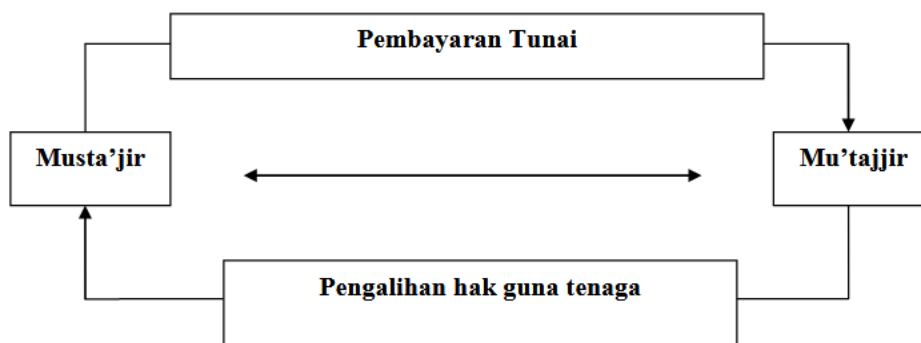 Pembayaran Tunai
Musta’jir
Mu’tajjir
Pengalihan hak guna tenaga